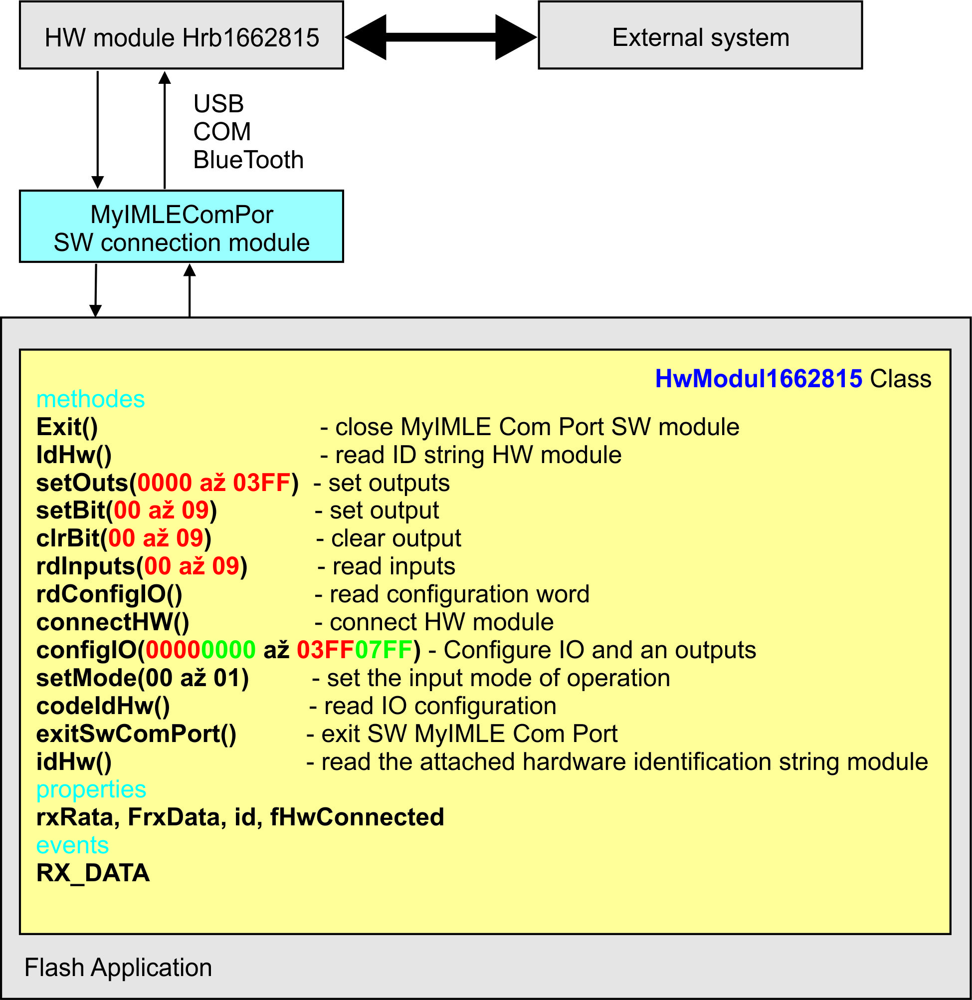 HW module Hrb1662815
External system
USB
COM
BlueTooth
MyIMLEComPor
SW connection module
HwModul1662815 Class
methodes
Exit() - close MyIMLE Com Port SW module
IdHw() - read ID string HW module
setOuts(0000 až 03FF) - set outputs
setBit(00 až 09) - set output
clrBit(00 až 09) - clear output
rdInputs(00 až 09) - read inputs
rdConfigIO() - read configuration word
connectHW() - connect HW module
configIO(00000000 až 03FF07FF) - Configure IO and an outputs
setMode(00 až 01) - set the input mode of operation
codeIdHw() - read IO configuration
exitSwComPort() - exit SW MyIMLE Com Port
idHw() - read the attached hardware identification string module
properties
rxRata, FrxData, id, fHwConnected
events
RX_DATA
Flash Application